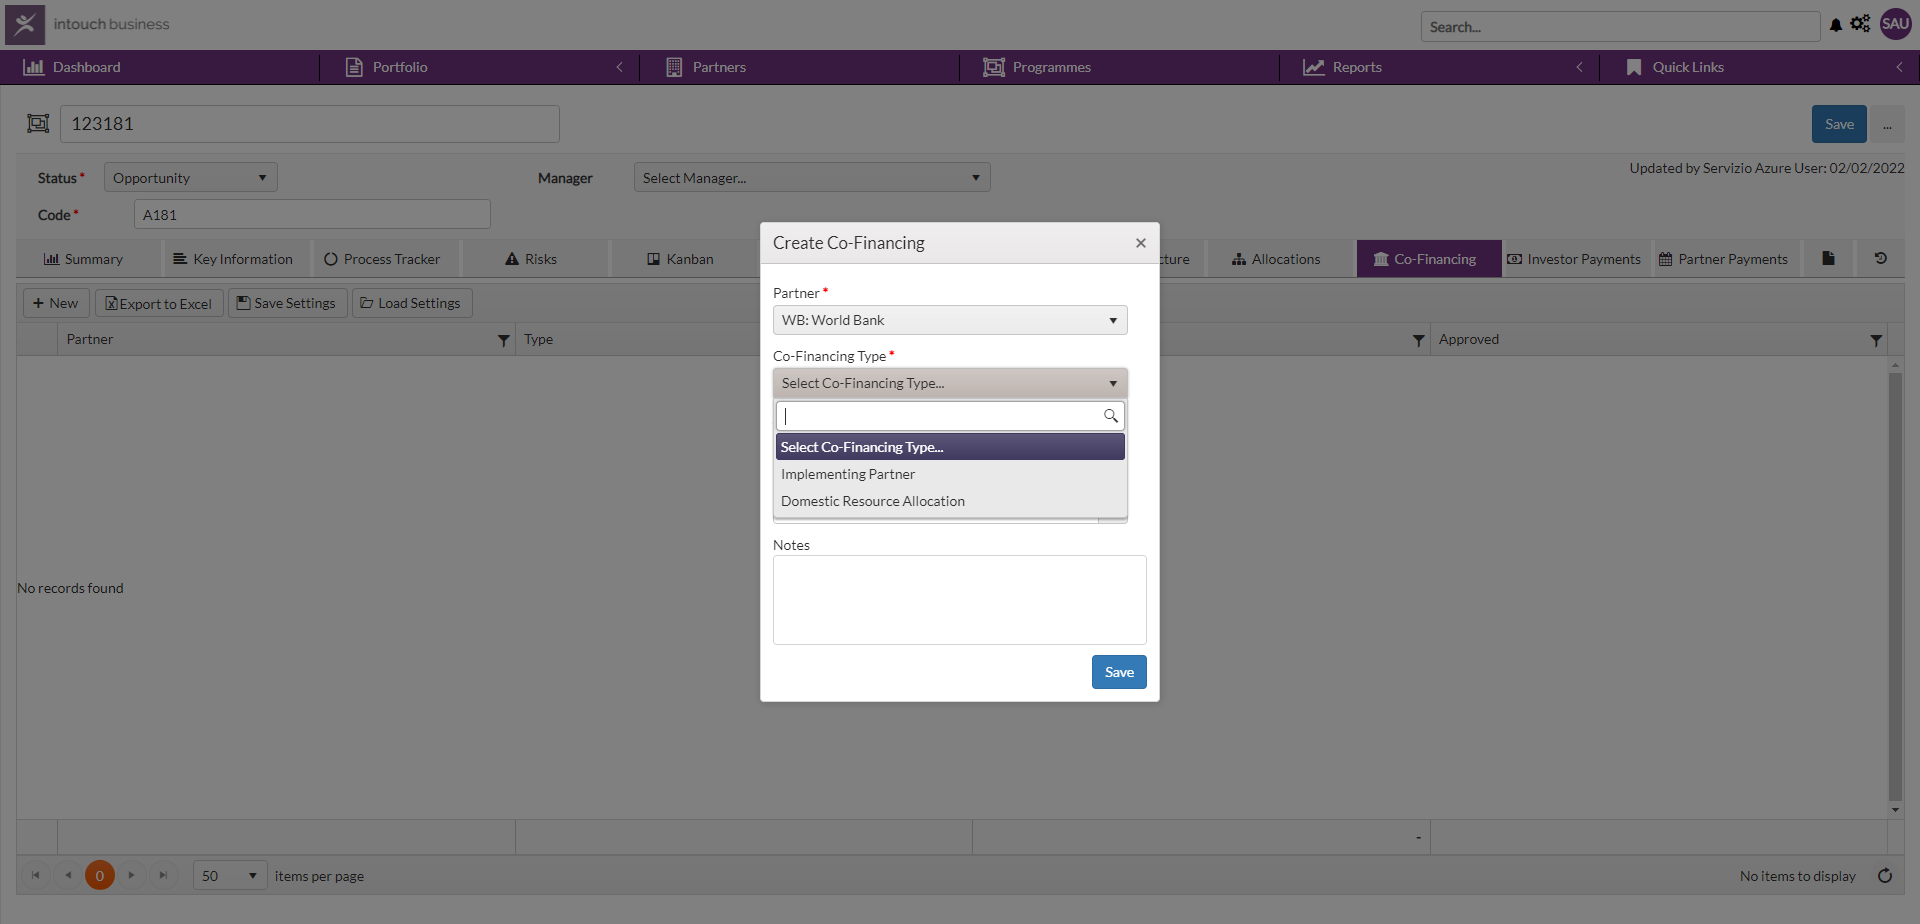 intouch business
Search...
SAU
Dashboard
Portfolio
Partners
Programmes
Reports
Quick Links
123181
Save
...
Status *
Opportunity
Manager
Select Manager...
Updated by Servizio Azure User: 02/02/2022
Code *
A181
Summary
Key Information
Process Tracker
Risks
Kanban
cture
Allocations
Co-Financing
Investor Payments
Partner Payments
+ New
Export to Excel
Save Settings
Load Settings
Partner
Type
Approved
No records found
-
0
50
items per page
No items to display
Create Co-Financing
×
Partner *
WB: World Bank
Co-Financing Type *
Select Co-Financing Type...
Select Co-Financing Type...
Implementing Partner
Domestic Resource Allocation
Notes
Save